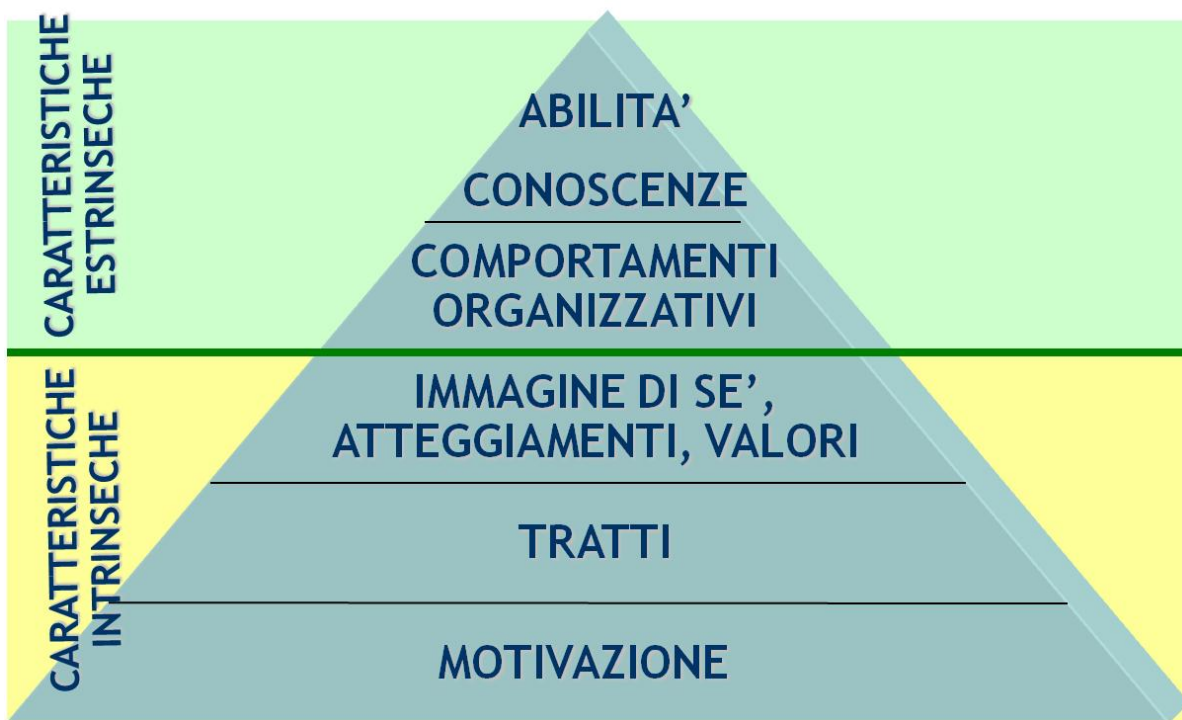 CARATTERISTICHE
ESTRINSECHE
ABILITA’
CONOSCENZE
COMPORTAMENTI
ORGANIZZATIVI
CARATTERISTICHE
INTRINSECHE
IMMAGINE DI SE’,
ATTEGGIAMENTI, VALORI
TRATTI
MOTIVAZIONE